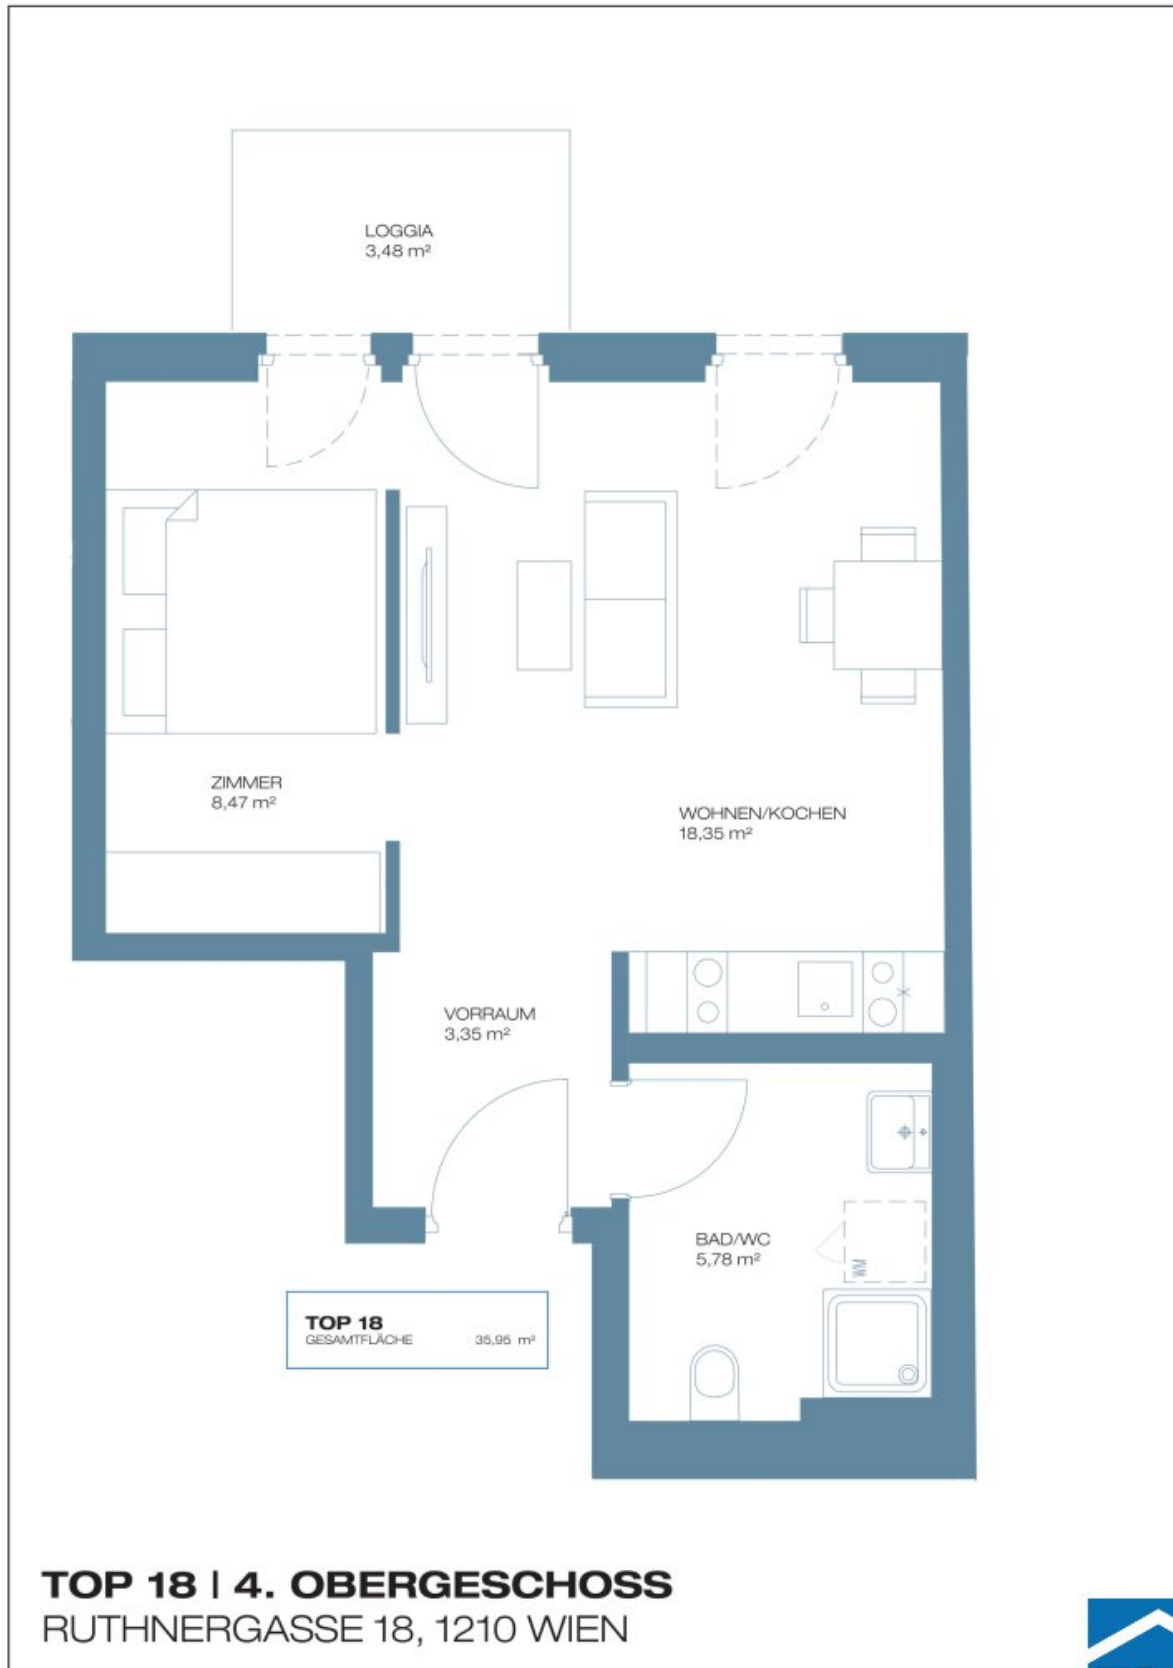 LOGGIA
3,48 m²
ZIMMER
8,47 m²
WOHNEN/KOCHEN
18,35 m²
VORRAUM
3,35 m²
BAD/WC
5,78 m²
WM
TOP 18
GESAMTFLÄCHE 35,95 m²
TOP 18 | 4. OBERGESCHOSS
RUTHNERGASSE 18, 1210 WIEN